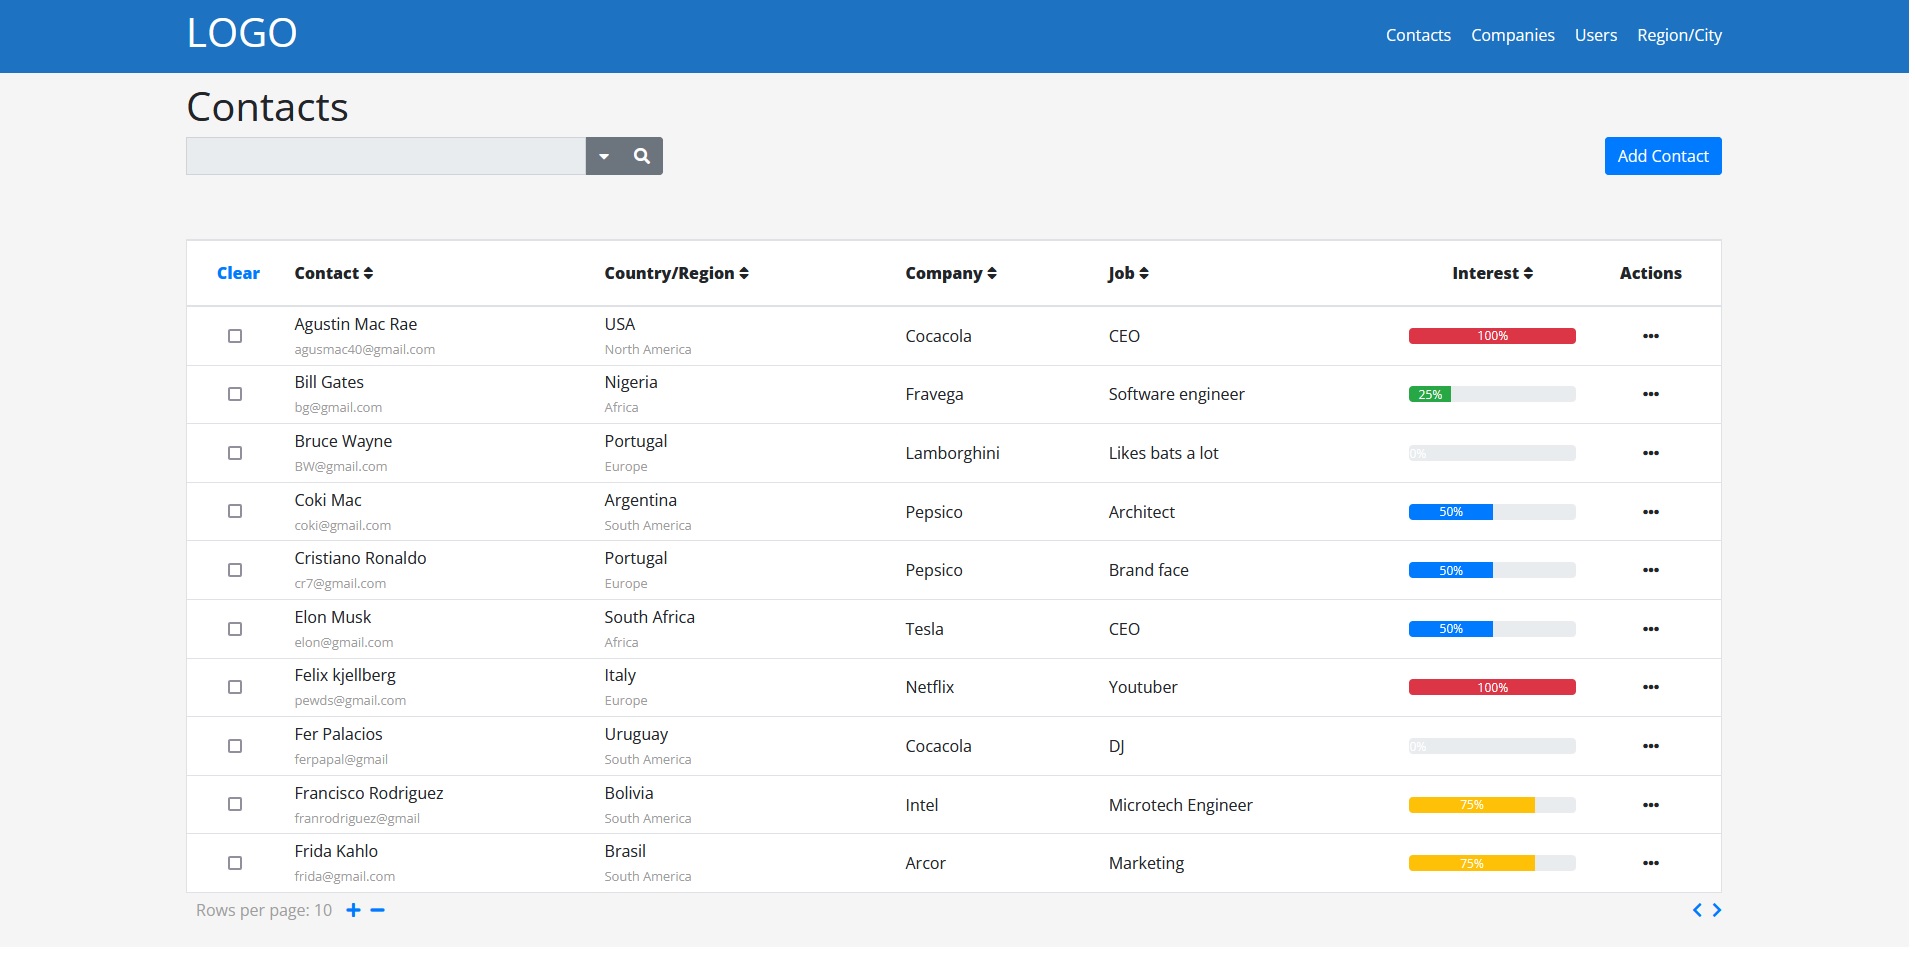 LOGO
Contacts Companies Users Region/City
Contacts
Add Contact
Clear Contact Country/Region Company Job Interest Actions
Agustin Mac Rae USA
agusmac40@gmail.com North America
Cocacola CEO 100%
Bill Gates Nigeria
bg@gmail.com Africa
Fravega Software engineer 25%
Bruce Wayne Portugal
BW@gmail.com Europe
Lamborghini Likes bats a lot 0%
Coki Mac Argentina
coki@gmail.com South America
Pepsico Architect 50%
Cristiano Ronaldo Portugal
cr7@gmail.com Europe
Pepsico Brand face 50%
Elon Musk South Africa
elon@gmail.com Africa
Tesla CEO 50%
Felix kjellberg Italy
pewds@gmail.com Europe
Netflix Youtuber 100%
Fer Palacios Uruguay
ferpapal@gmail South America
Cocacola DJ 0%
Francisco Rodriguez Bolivia
franrodriguez@gmail South America
Intel Microtech Engineer 75%
Frida Kahlo Brasil
frida@gmail.com South America
Arcor Marketing 75%
Rows per page: 10